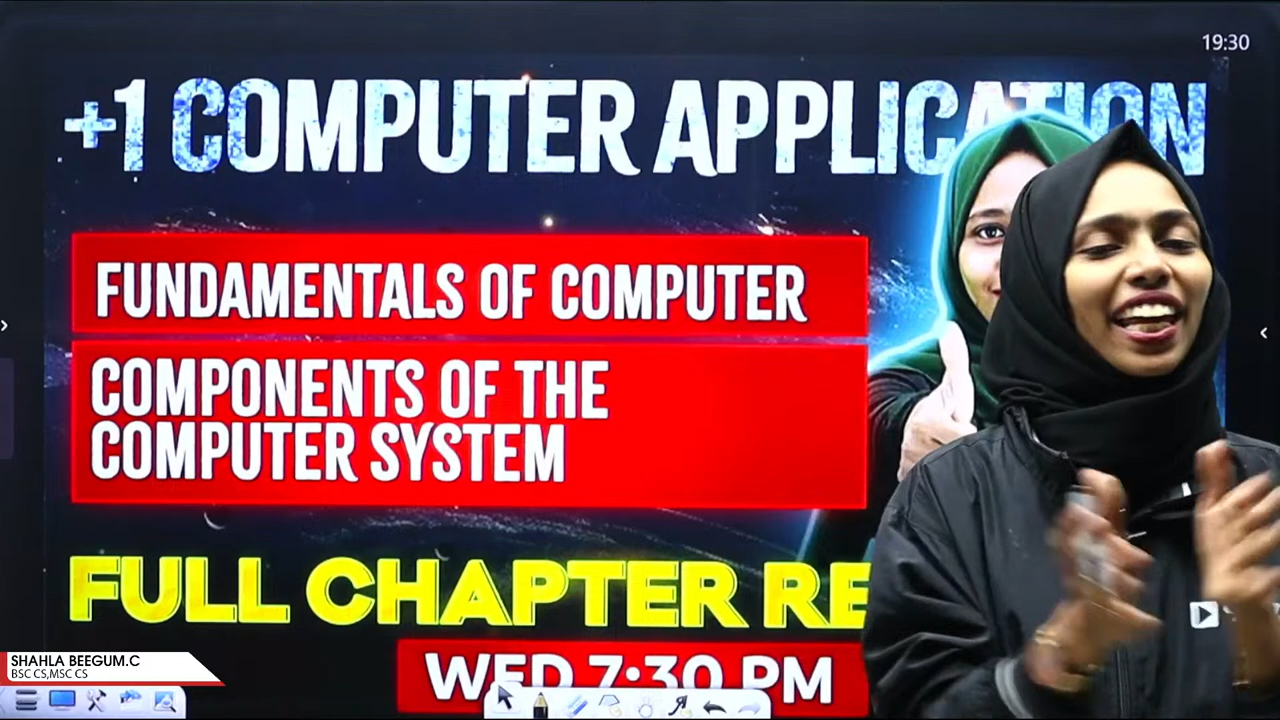 19:30
+1 COMPUTER APPLICATION
FUNDAMENTALS OF COMPUTER
COMPONENTS OF THE
COMPUTER SYSTEM
FULL CHAPTER RE
WED 7:30 PM
SHAHLA BEEGUM.C
BSC CS,MSC CS